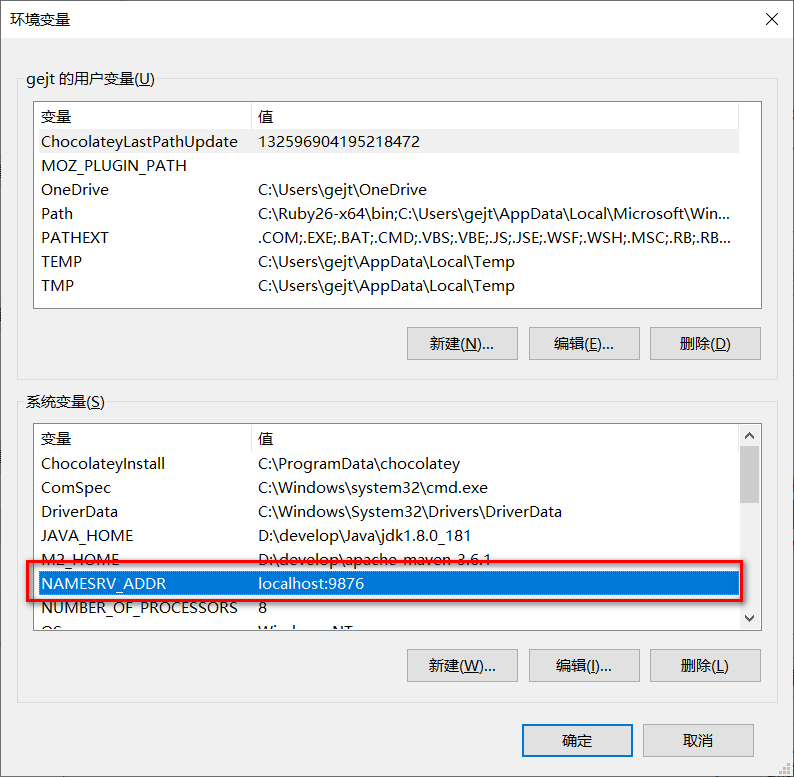 环境变量
gejt 的用户变量(U)
变量 值
ChocolateyLastPathUpdate 132596904195218472
MOZ_PLUGIN_PATH
OneDrive C:\Users\gejt\OneDrive
Path C:\Ruby26-x64\bin;C:\Users\gejt\AppData\Local\Microsoft\Win...
PATHEXT .COM;.EXE;.BAT;.CMD;.VBS;.VBE;.JS;.JSE;.WSF;.WSH;.MSC;.RB;.RB...
TEMP C:\Users\gejt\AppData\Local\Temp
TMP C:\Users\gejt\AppData\Local\Temp
新建(N)... 编辑(E)... 删除(D)
系统变量(S)
变量 值
ChocolateyInstall C:\ProgramData\chocolatey
ComSpec C:\Windows\system32\cmd.exe
DriverData C:\Windows\System32\Drivers\DriverData
JAVA_HOME D:\develop\Java\jdk1.8.0_181
M2_HOME D:\develop\apache-maven-3.6.1
NAMESRV_ADDR localhost:9876
NUMBER_OF_PROCESSORS 8
OS Windows_NT
新建(W)... 编辑(I)... 删除(L)
确定 取消